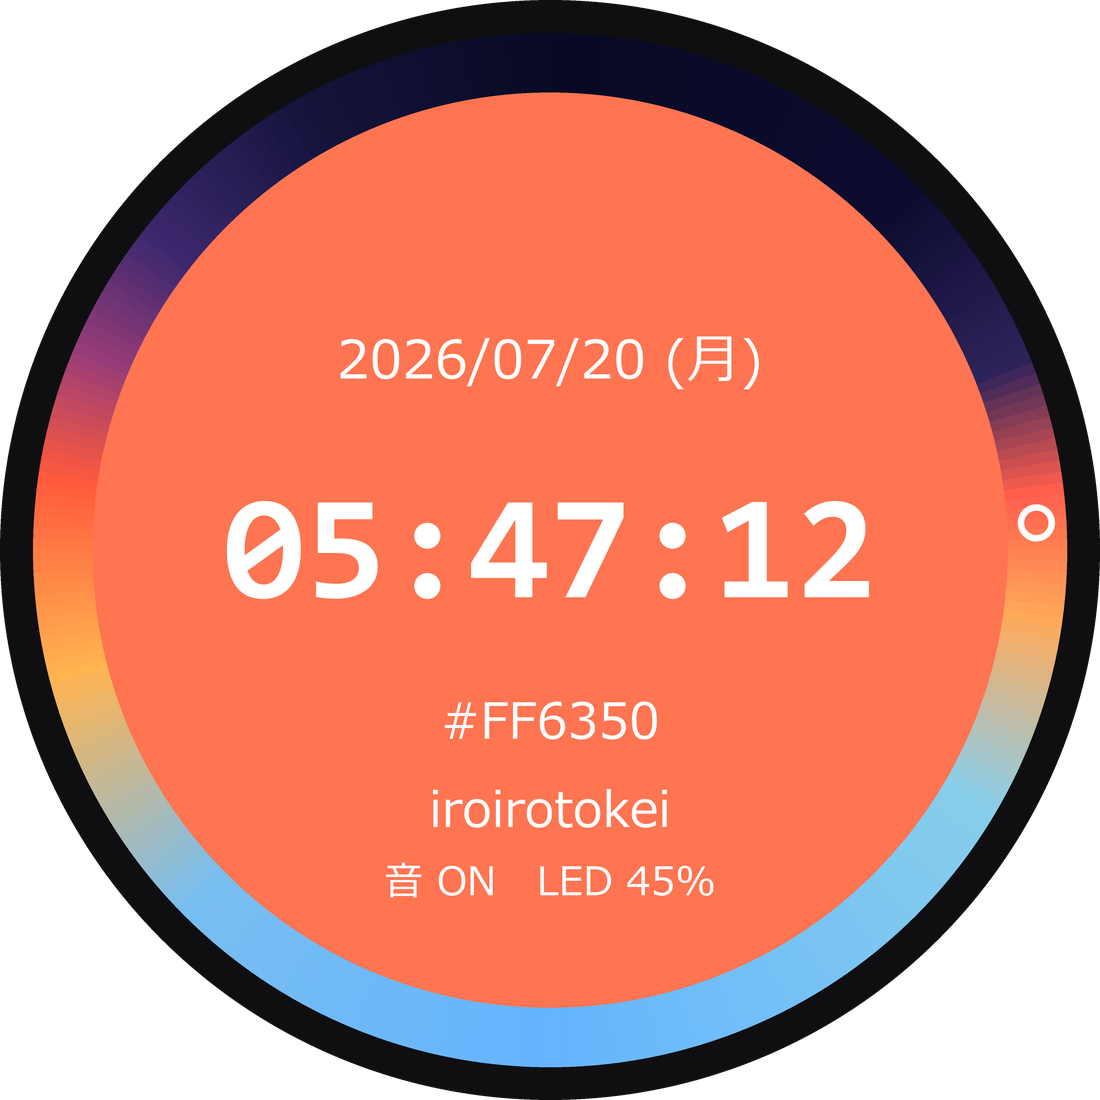 2026/07/20 (月)
05:47:12
#FF6350
iroirotokei
音 ON LED 45%